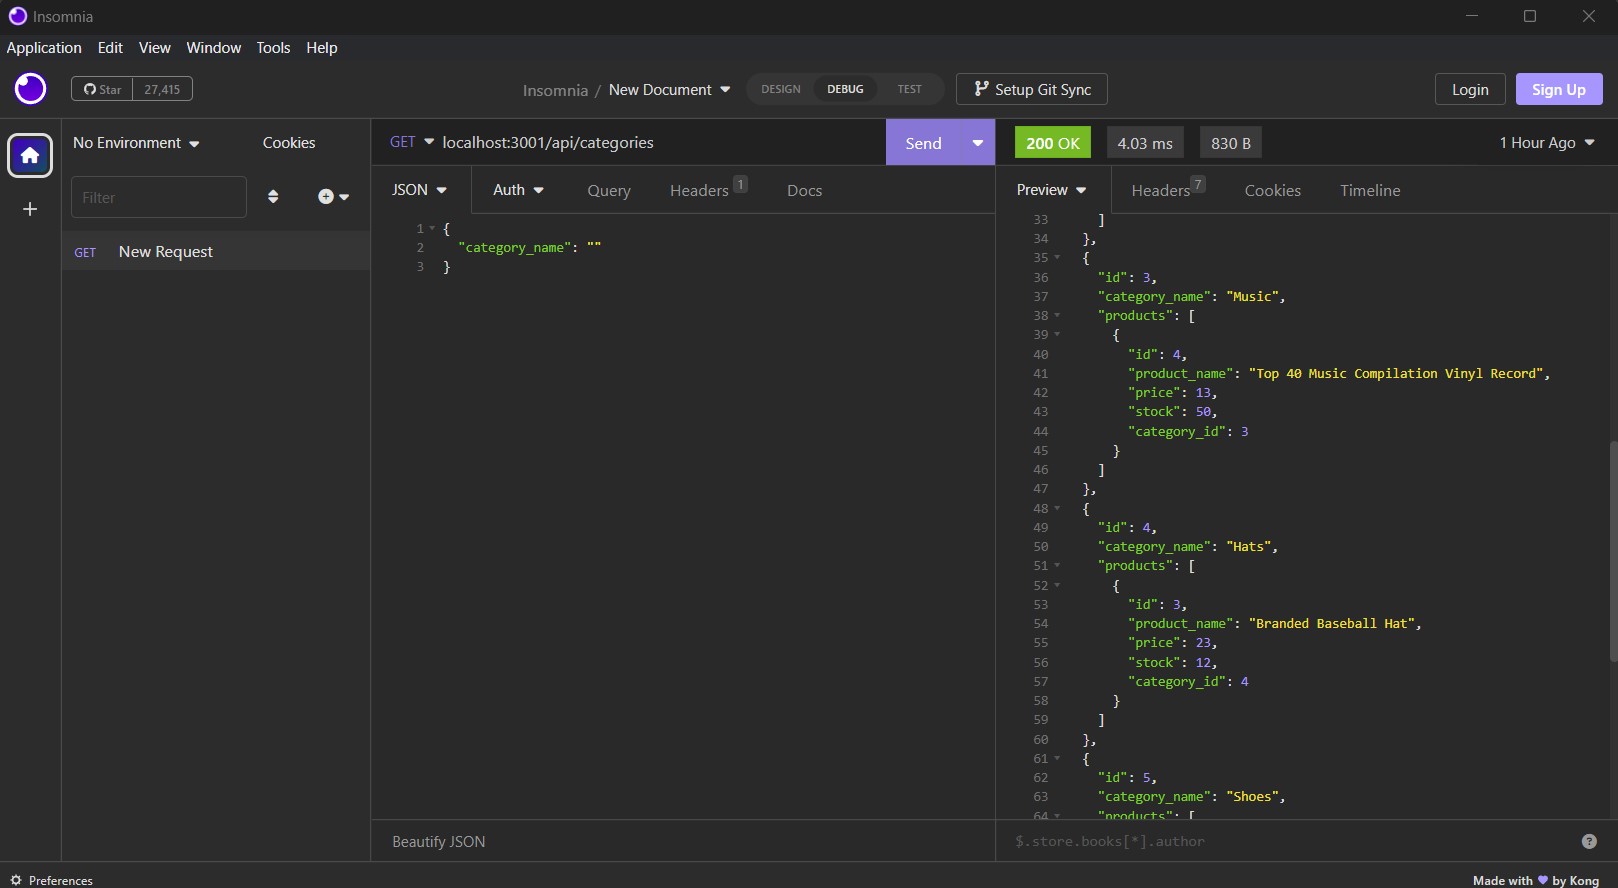 Insomnia
Application Edit View Window Tools Help
Star 27,415
Insomnia / New Document
DESIGN DEBUG TEST
Setup Git Sync
Login
Sign Up
No Environment
Cookies
Filter
GET New Request
GET localhost:3001/api/categories
Send
JSON Auth Query Headers 1 Docs
1 {
2 "category_name": ""
3 }
Beautify JSON
200 OK 4.03 ms 830 B 1 Hour Ago
Preview Headers 7 Cookies Timeline
33 ]
34 },
35 {
36 "id": 3,
37 "category_name": "Music",
38 "products": [
39 {
40 "id": 4,
41 "product_name": "Top 40 Music Compilation Vinyl Record",
42 "price": 13,
43 "stock": 50,
44 "category_id": 3
45 }
46 ]
47 },
48 {
49 "id": 4,
50 "category_name": "Hats",
51 "products": [
52 {
53 "id": 3,
54 "product_name": "Branded Baseball Hat",
55 "price": 23,
56 "stock": 12,
57 "category_id": 4
58 }
59 ]
60 },
61 {
62 "id": 5,
63 "category_name": "Shoes",
64 "products": [
$.store.books[*].author
?
Preferences
Made with 💜 by Kong